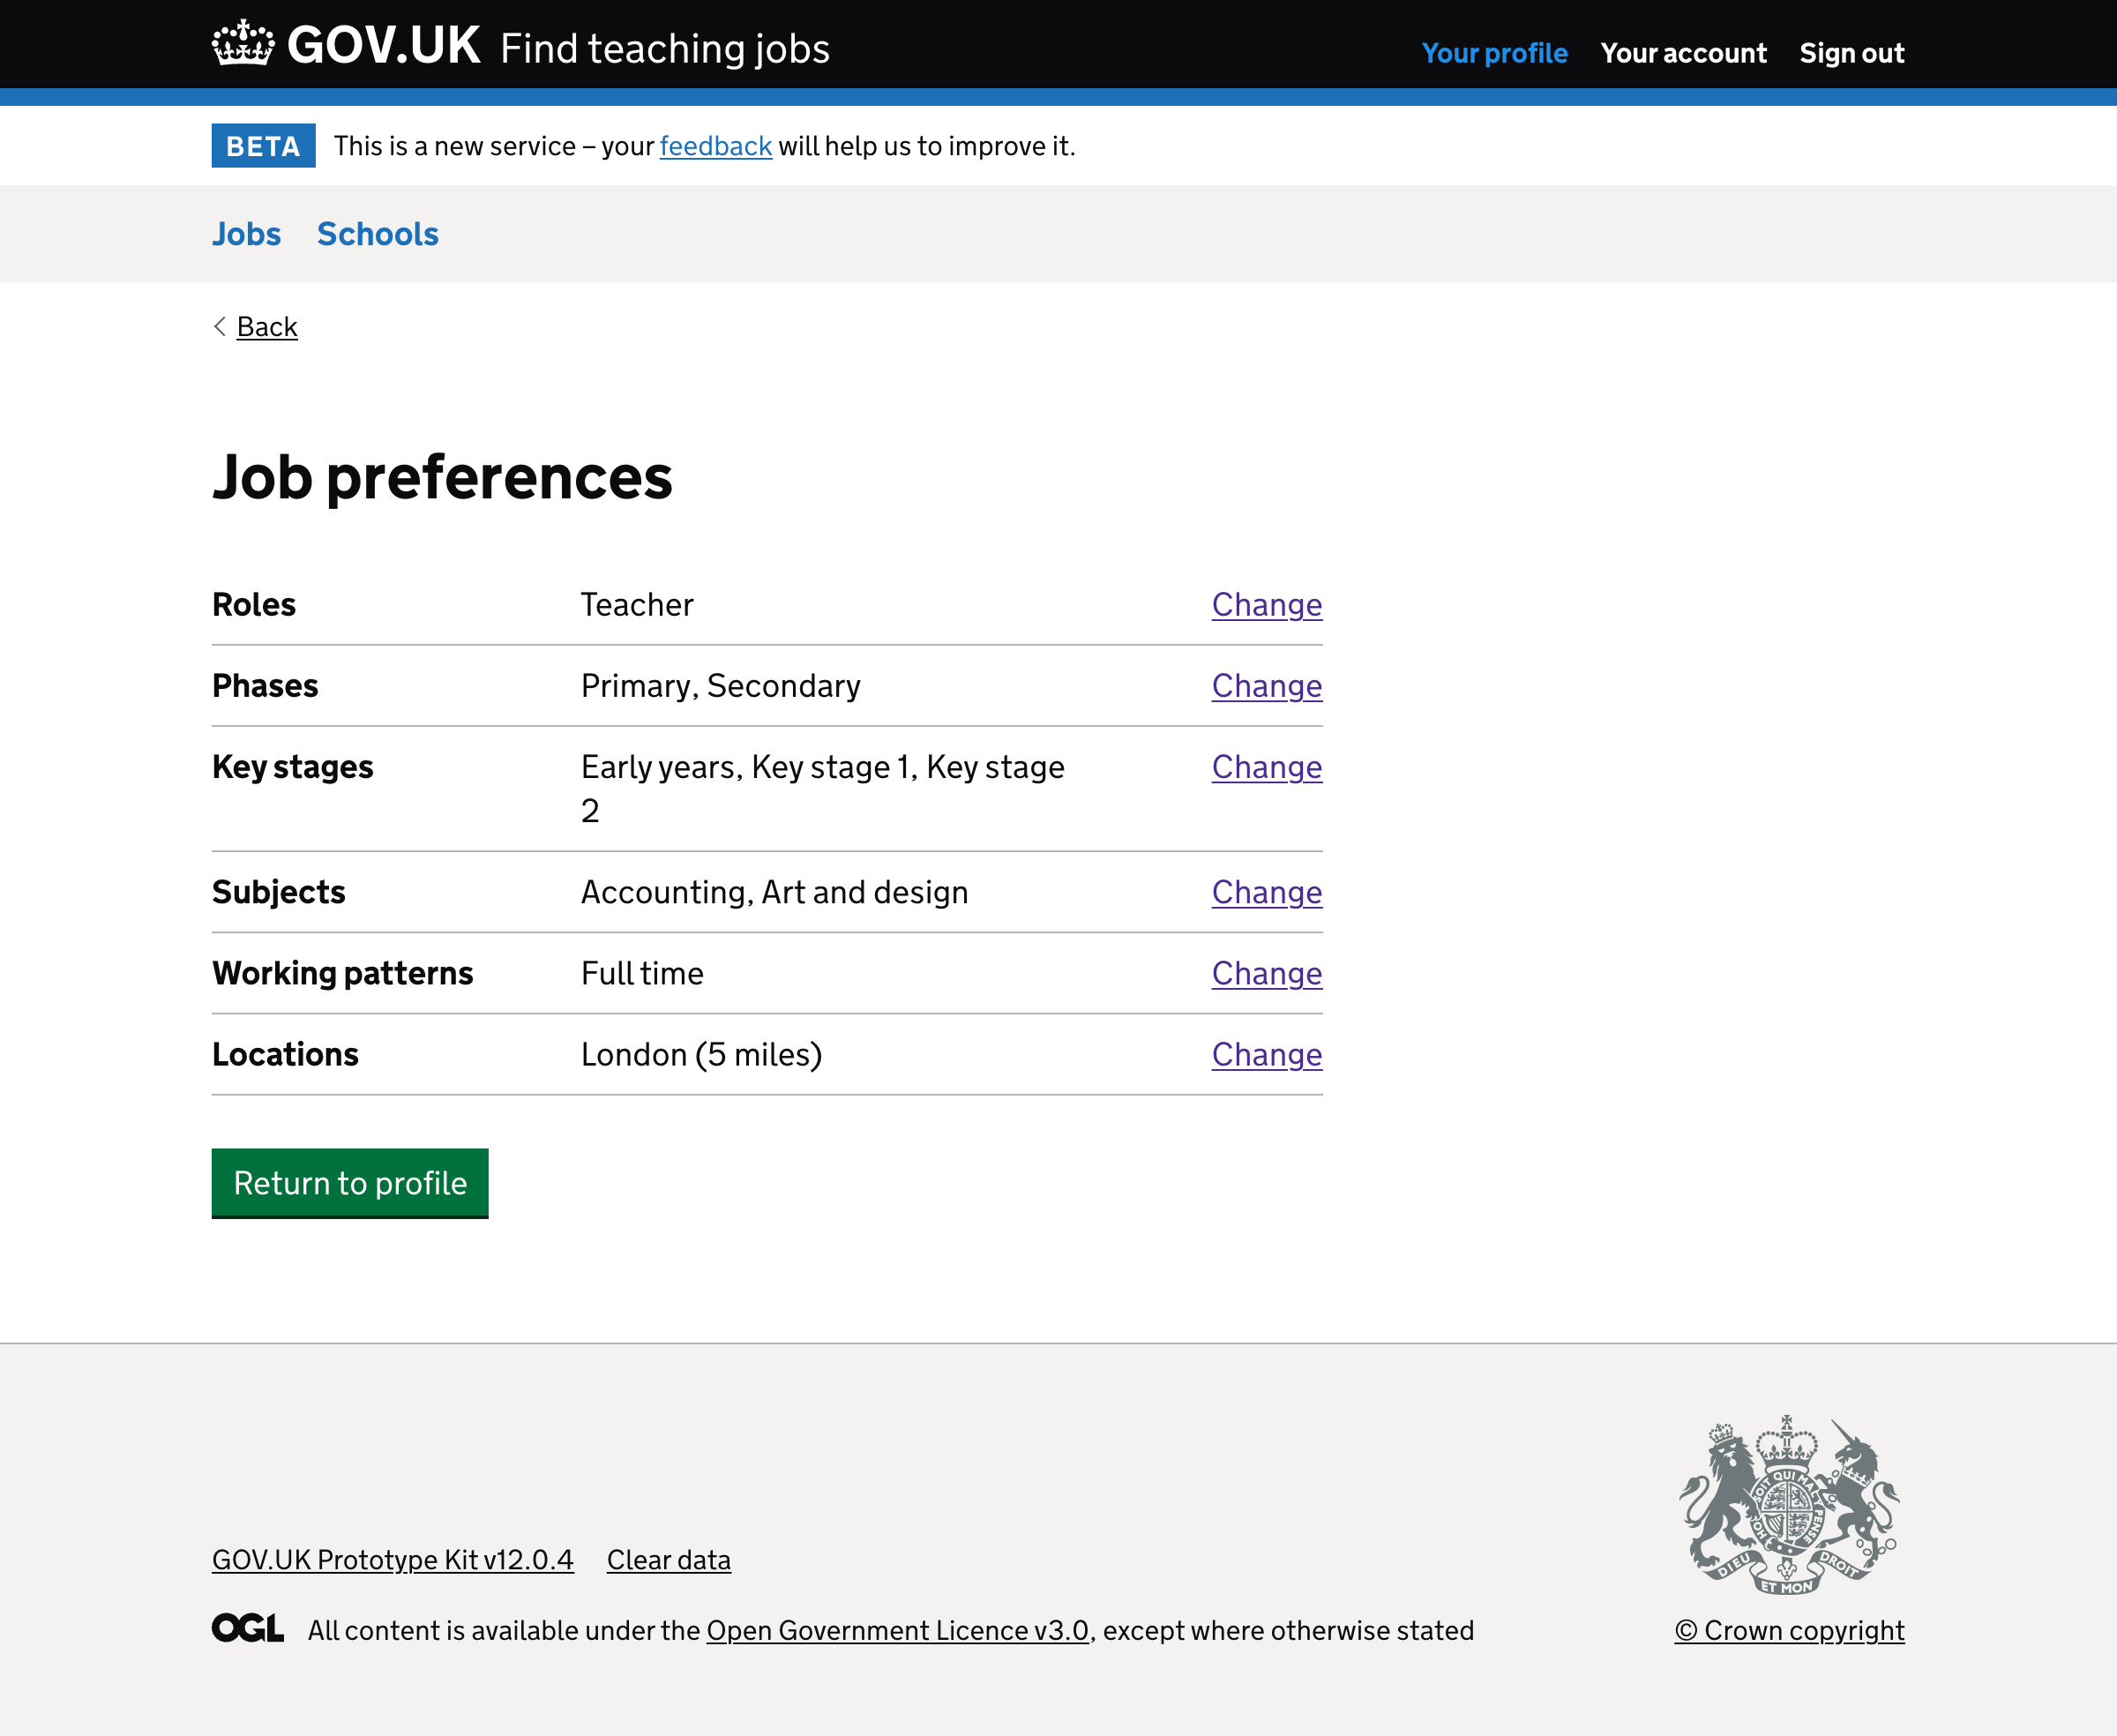 GOV.UK Find teaching jobs
Your profile Your account Sign out
BETA This is a new service – your feedback will help us to improve it.
Jobs Schools
Back
Job preferences
Roles Teacher Change
Phases Primary, Secondary Change
Key stages Early years, Key stage 1, Key stage Change
2
Subjects Accounting, Art and design Change
Working patterns Full time Change
Locations London (5 miles) Change
Return to profile
SOIT QUI MAL Y PENSE
HON
DIEU ET MON DROIT
GOV.UK Prototype Kit v12.0.4 Clear data
OGL All content is available under the Open Government Licence v3.0, except where otherwise stated
© Crown copyright